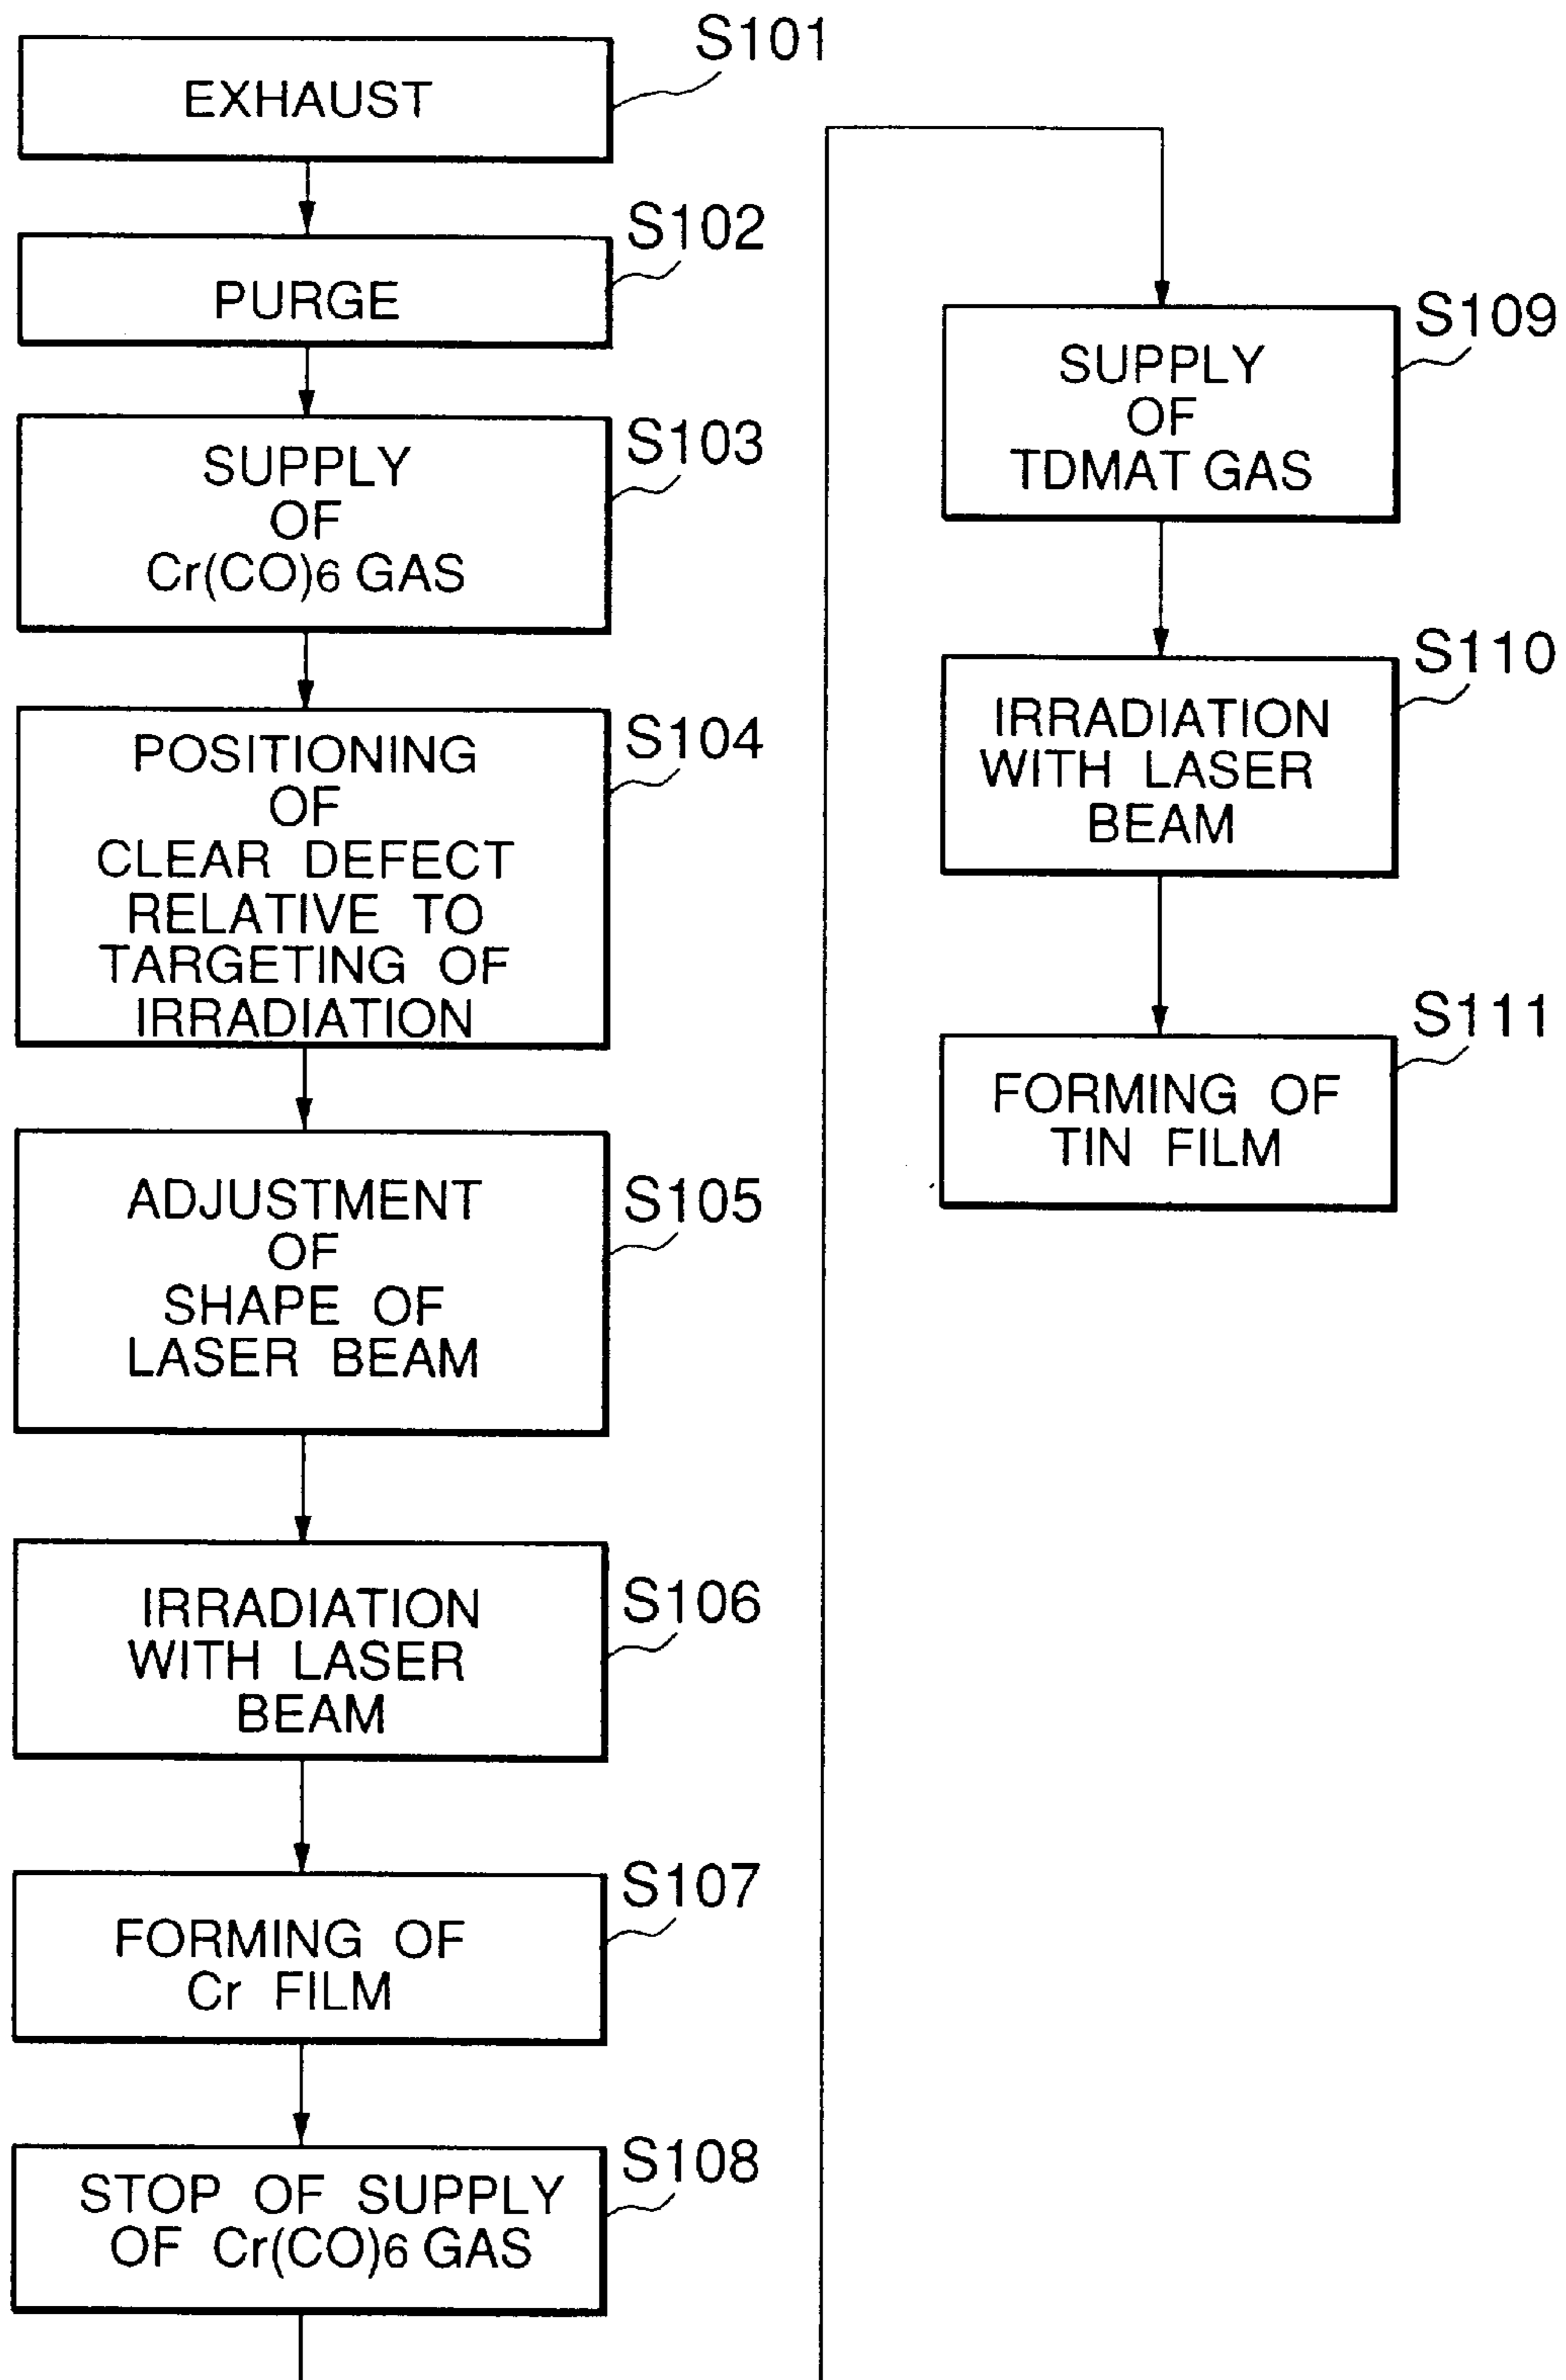 S101
EXHAUST
S102
PURGE
S103
SUPPLY
OF
Cr(CO)6 GAS
S104
POSITIONING
OF
CLEAR DEFECT
RELATIVE TO
TARGETING OF
IRRADIATION
S105
ADJUSTMENT
OF
SHAPE OF
LASER BEAM
S106
IRRADIATION
WITH LASER
BEAM
S107
FORMING OF
Cr FILM
S108
STOP OF SUPPLY
OF Cr(CO)6 GAS
S109
SUPPLY
OF
TDMAT GAS
S110
IRRADIATION
WITH LASER
BEAM
S111
FORMING OF
TIN FILM